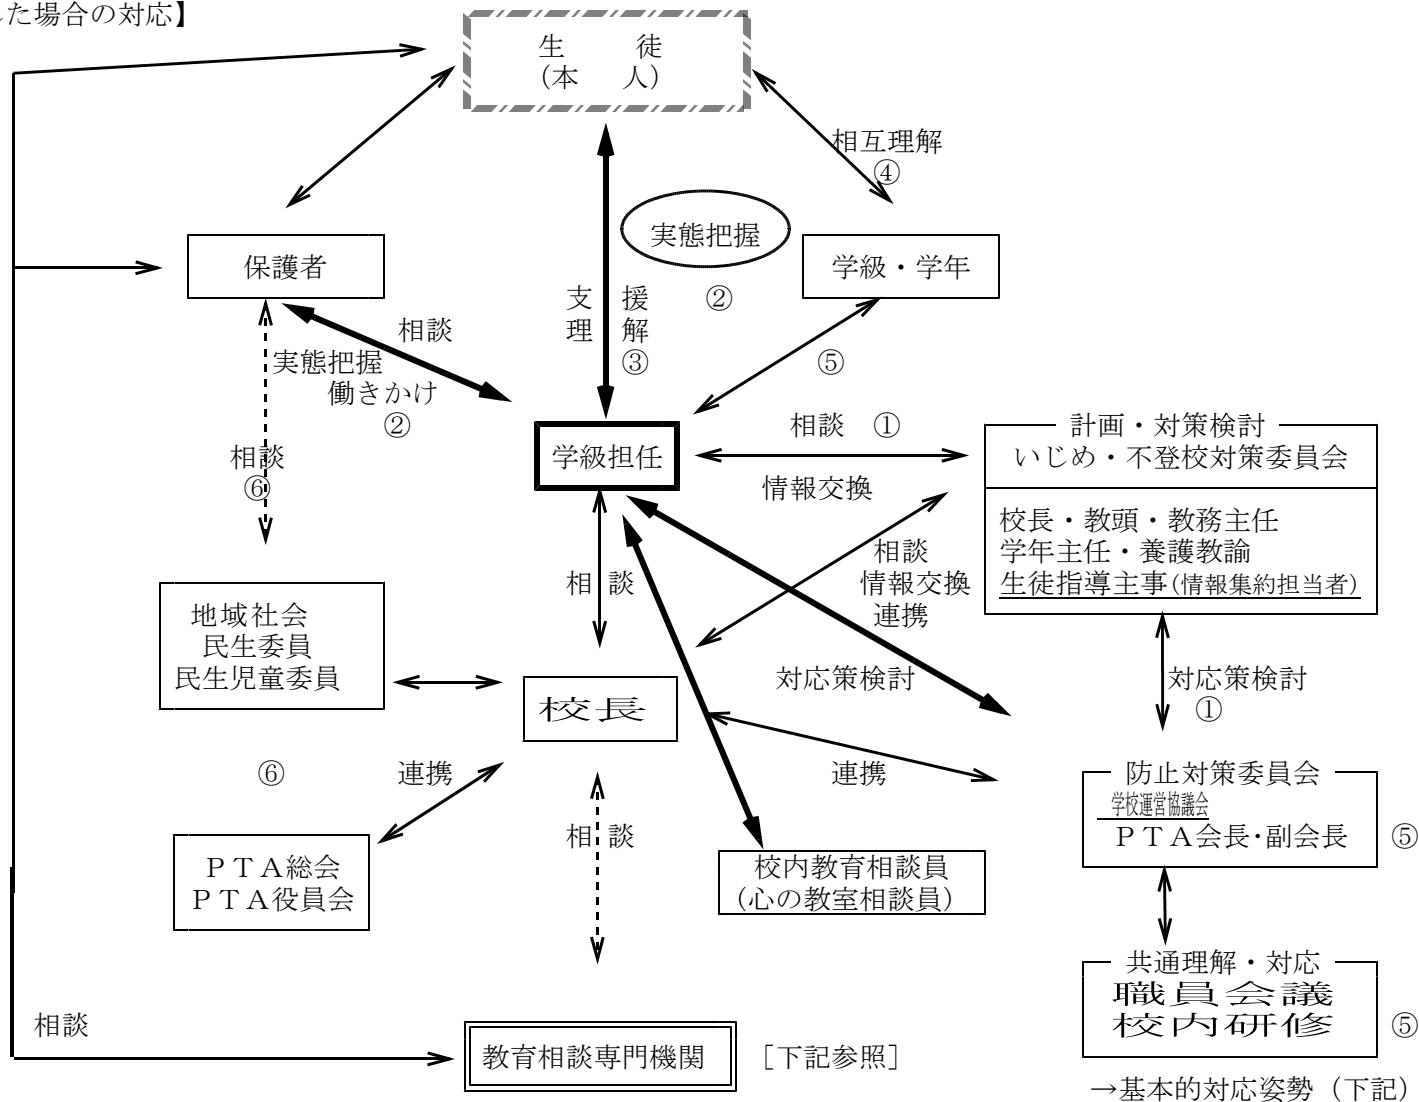 た場合の対応】
生　　徒
(本　　人)
相互理解
④
実態把握
②
保護者
学級・学年
支　援
理　解
③
相談
実態把握
働きかけ
②
⑤
相談　①
学級担任
情報交換
計画・対策検討
いじめ・不登校対策委員会
校長・教頭・教務主任
学年主任・養護教諭
生徒指導主事(情報集約担当者)
相談
⑥
相談
相談
情報交換
連携
地域社会
民生委員
民生児童委員
対応策検討
対応策検討
①
校長
⑥
連携
連携
防止対策委員会
学校運営協議会
ＰＴＡ会長・副会長
⑤
相談
ＰＴＡ総会
ＰＴＡ役員会
校内教育相談員
(心の教室相談員)
共通理解・対応
職員会議
校内研修
⑤
相談
教育相談専門機関
［下記参照］
→基本的対応姿勢（下記）